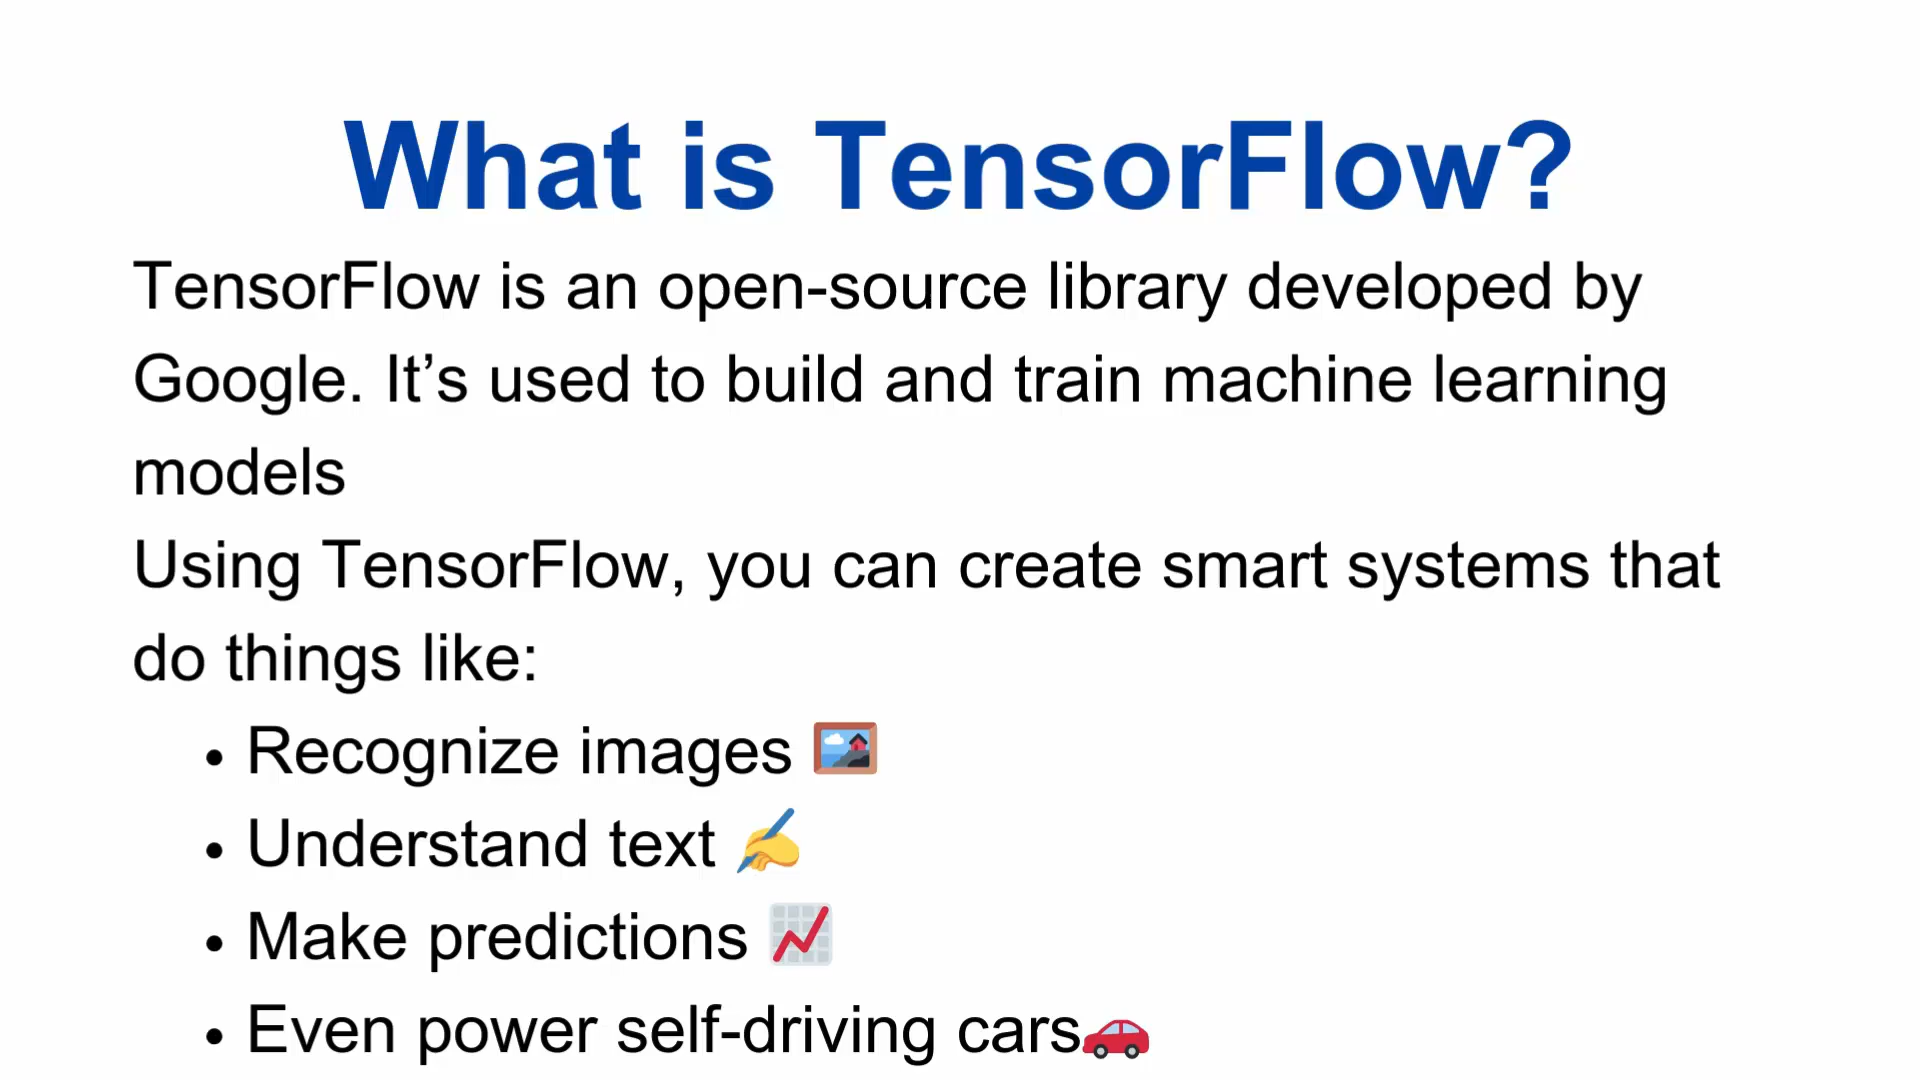 What is TensorFlow?
TensorFlow is an open-source library developed by
Google. It’s used to build and train machine learning
models
Using TensorFlow, you can create smart systems that
do things like:
• Recognize images 🖼️
• Understand text ✍️
• Make predictions 📈
• Even power self-driving cars🚗